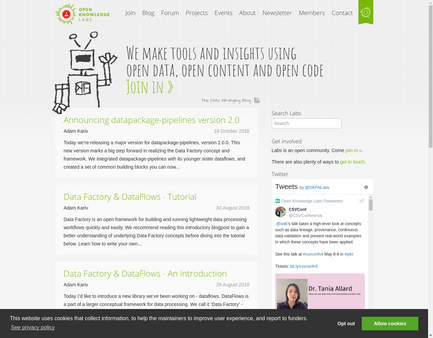 OPEN KNOWLEDGE LABS
Join Blog Forum Projects Events About Newsletter Members Contact
We make tools and insights using
open data, open content and open code
Join in »
The Data Wrangling Blog
Announcing datapackage-pipelines version 2.0
Adam Kariv
19 October 2018
Today we're releasing a major version for datapackage-pipelines, version 2.0.0. This
new version marks a big step forward in realizing the Data Factory concept and
framework. We integrated datapackage-pipelines with its younger sister dataflows, and
created a set of common building blocks you can now...
Data Factory & DataFlows - Tutorial
Adam Kariv
30 August 2018
Data Factory is an open framework for building and running lightweight data processing
workflows quickly and easily. We recommend reading this introductory blogpost to gain a
better understanding of underlying Data Factory concepts before diving into the tutorial
below. Learn how to write your own...
Data Factory & DataFlows - An Introduction
Adam Kariv
29 August 2018
Today I'd like to introduce a new library we've been working on - dataflows. DataFlows is
a part of a larger conceptual framework for data processing. We call it 'Data Factory' -
Search Labs
Search
Get involved
Labs is an open community. Come join in ».
There are also plenty of ways to get in touch.
Twitter
Tweets by @OKFNLabs
Open Knowledge Labs Retweeted
CSVConf
@CSVConference
talk takes a high-level look at concepts
such as data lineage, provenance, continuous
data validation and present real-world examples
in which these concepts have been applied.
See this talk at
May 8-9 in
Tickets:
Dr. Tania Allard
This website uses cookies that collect information, to help the maintainers to improve user experience, and report to funders.
See privacy policy
Opt out
Allow cookies